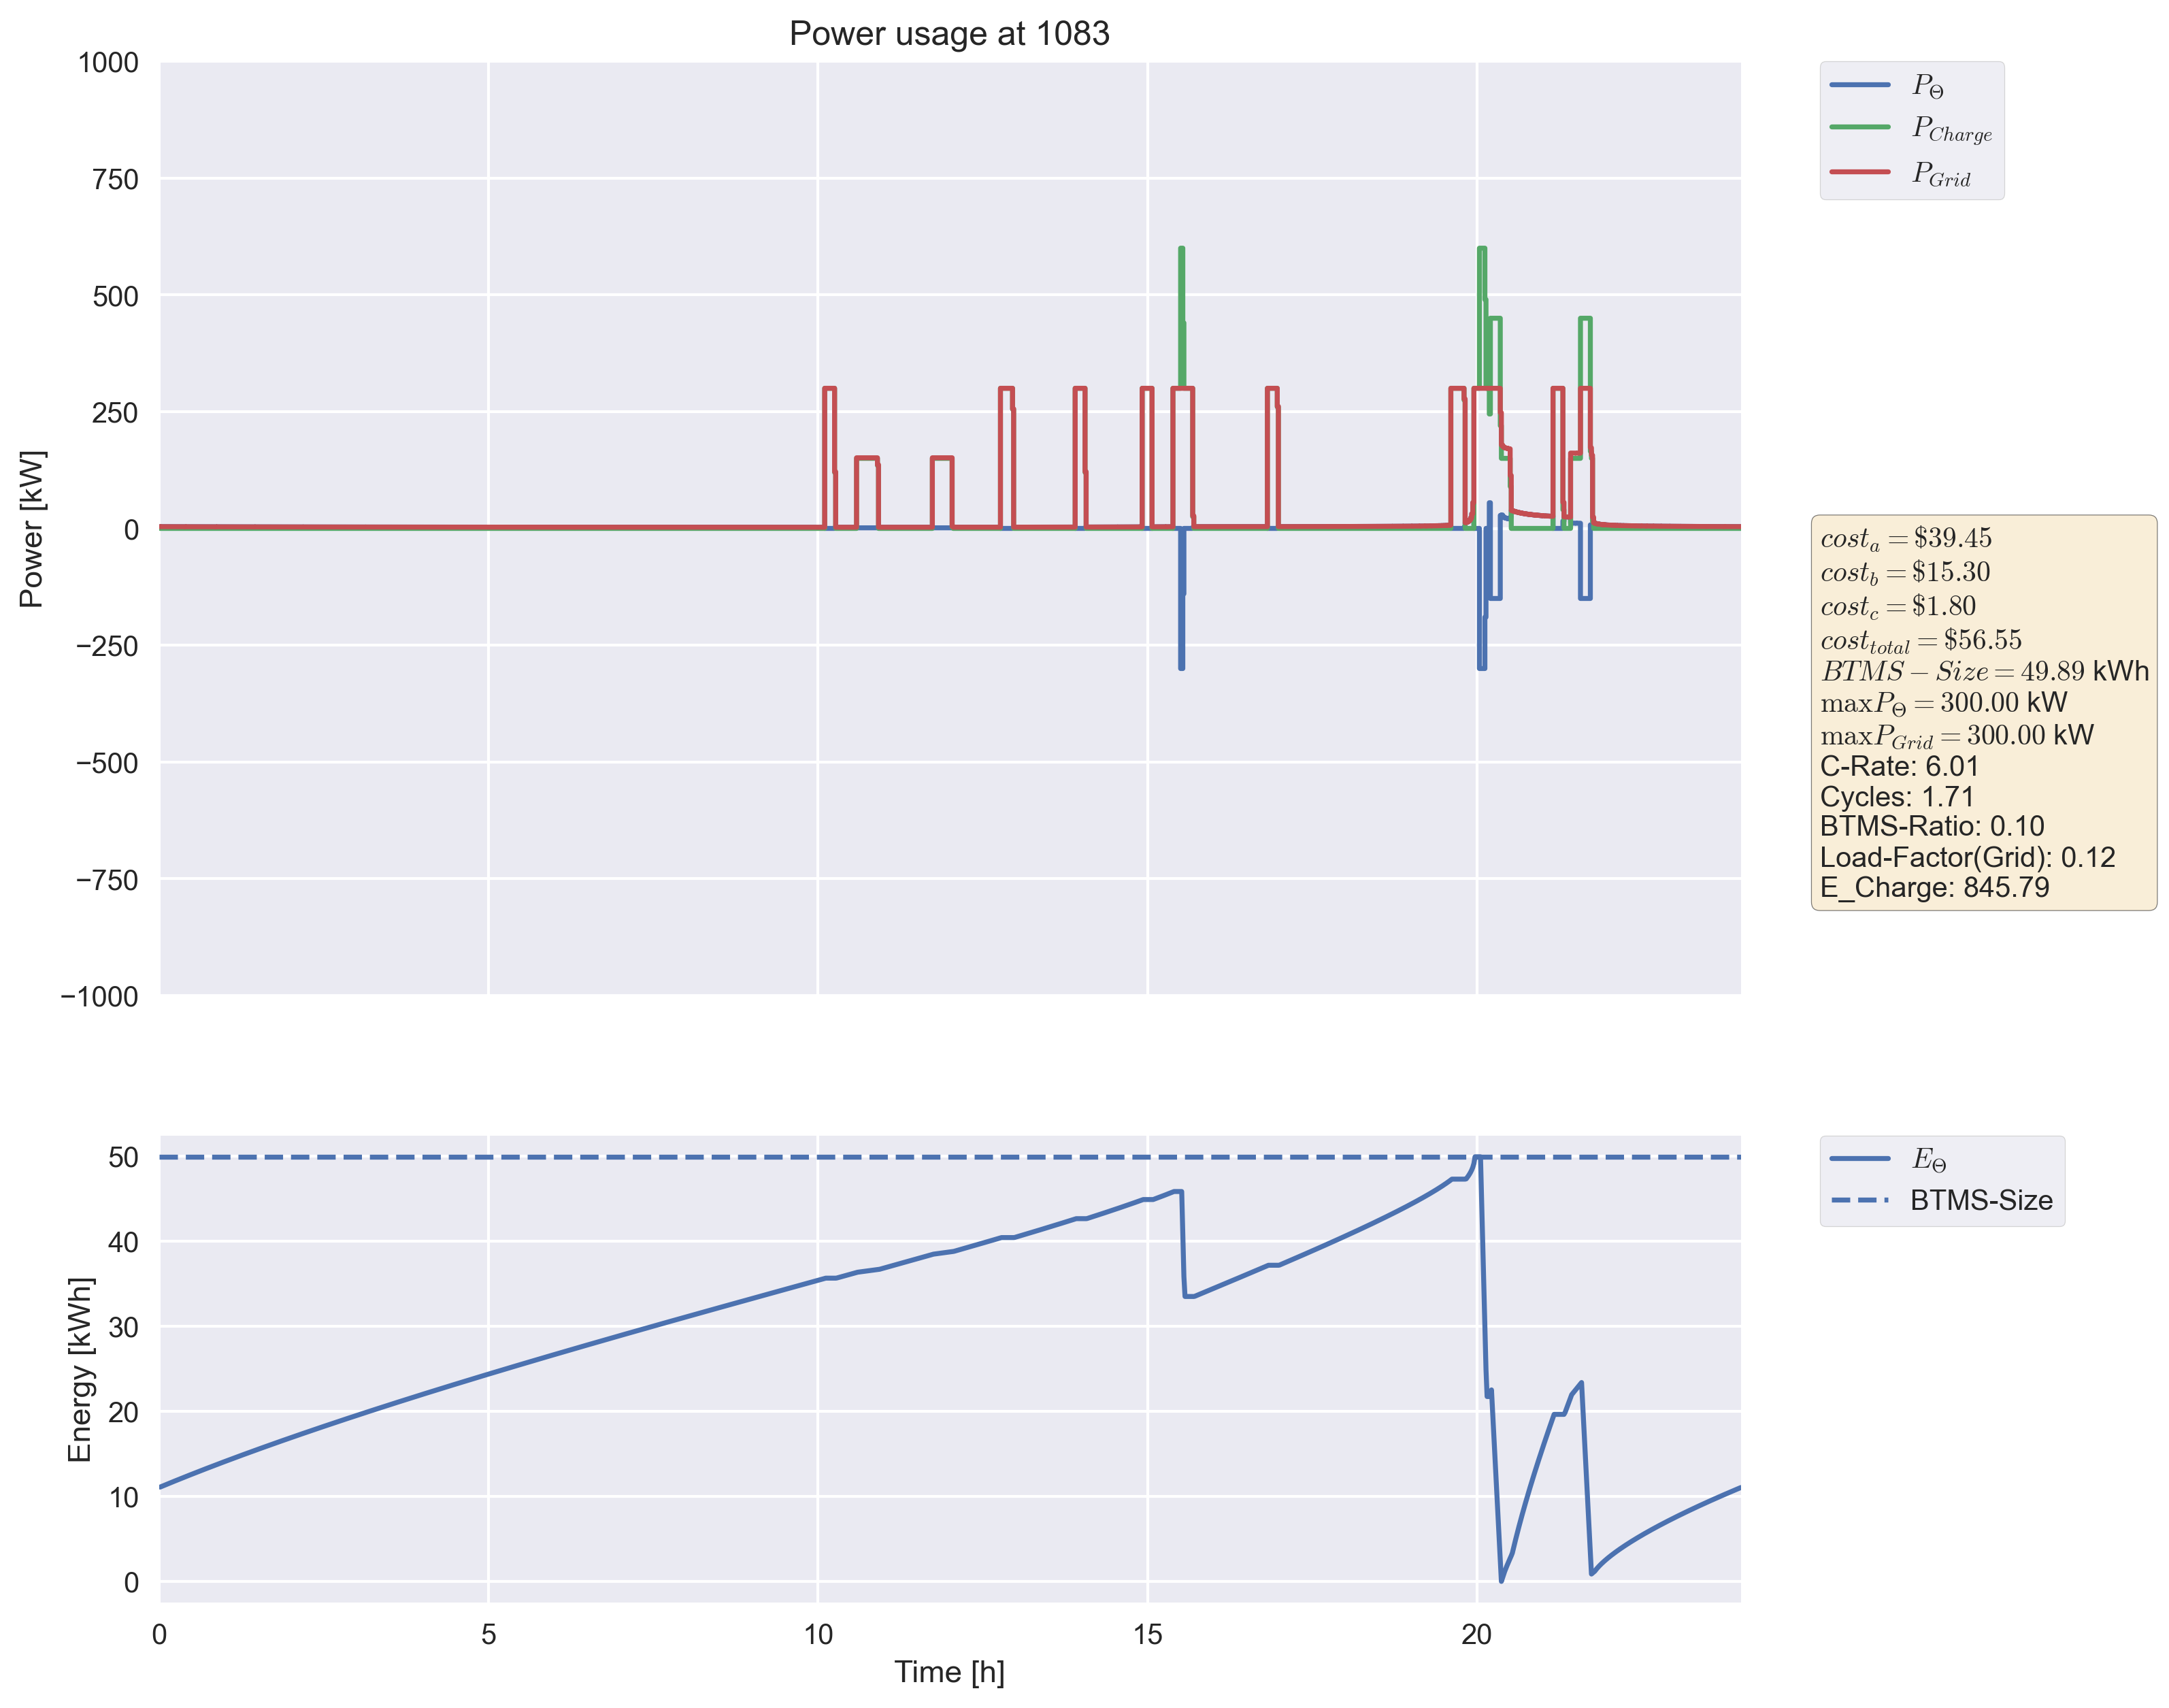 Power usage at 1083
1000
750
500
250
0
−250
−500
−750
−1000
Power [kW]
P_Θ
P_Charge
P_Grid
cost_a = $39.45
cost_b = $15.30
cost_c = $1.80
cost_total = $56.55
BTMS − Size = 49.89 kWh
maxP_Θ = 300.00 kW
maxP_Grid = 300.00 kW
C-Rate: 6.01
Cycles: 1.71
BTMS-Ratio: 0.10
Load-Factor(Grid): 0.12
E_Charge: 845.79
50
40
30
20
10
0
Energy [kWh]
E_Θ
BTMS-Size
0 5 10 15 20
Time [h]